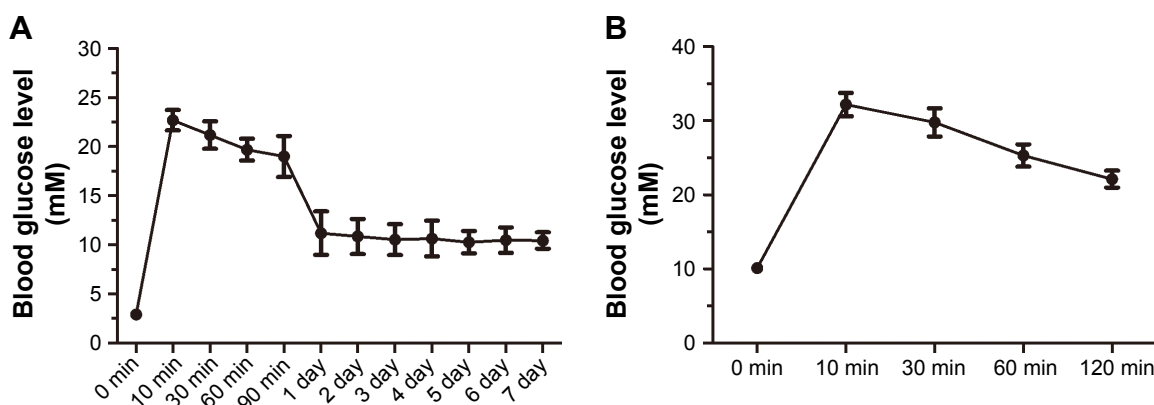 A
Blood glucose level
(mM)
30
25
20
15
10
5
0
0 min
10 min
30 min
60 min
90 min
1 day
2 day
3 day
4 day
5 day
6 day
7 day
B
Blood glucose level
(mM)
40
30
20
10
0
0 min
10 min
30 min
60 min
120 min